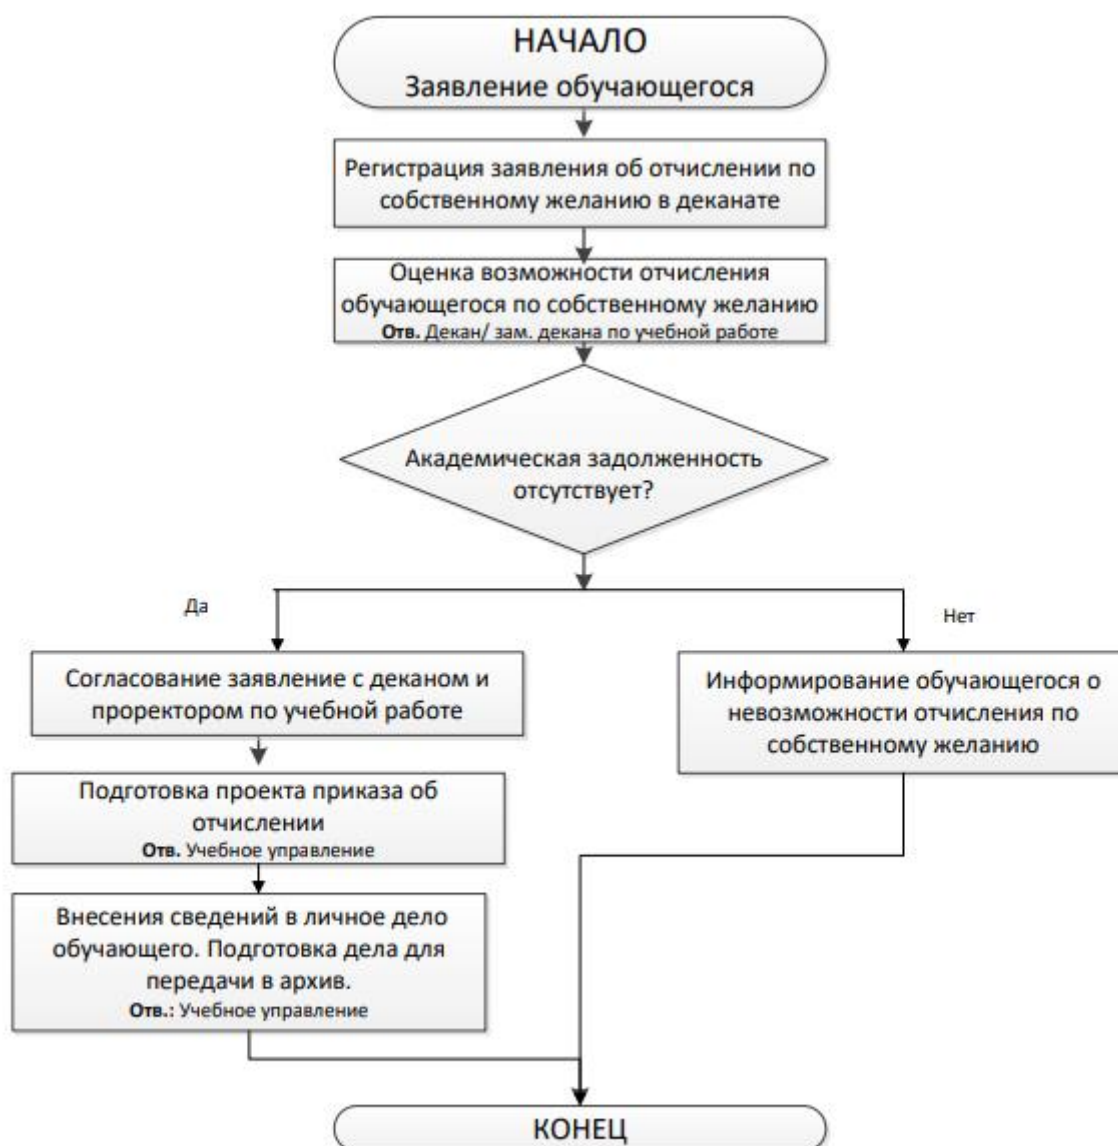 НАЧАЛО
Заявление обучающегося
Регистрация заявления об отчислении по
собственному желанию в деканате
Оценка возможности отчисления
обучающегося по собственному желанию
Отв. Декан/ зам. декана по учебной работе
Академическая задолженность
отсутствует?
Да
Нет
Согласование заявление с деканом и
проректором по учебной работе
Информирование обучающегося о
невозможности отчисления по
собственному желанию
Подготовка проекта приказа об
отчислении
Отв. Учебное управление
Внесения сведений в личное дело
обучающего. Подготовка дела для
передачи в архив.
Отв.: Учебное управление
КОНЕЦ